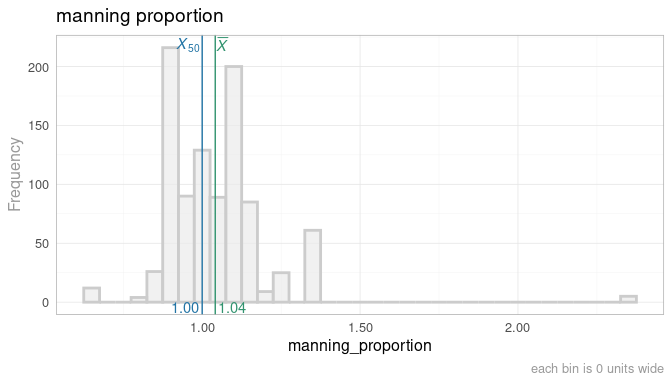 manning proportion
X50 X̅
200
150
100
50
0
Frequency
1.00 1.04
1.00 1.50 2.00
manning_proportion
each bin is 0 units wide